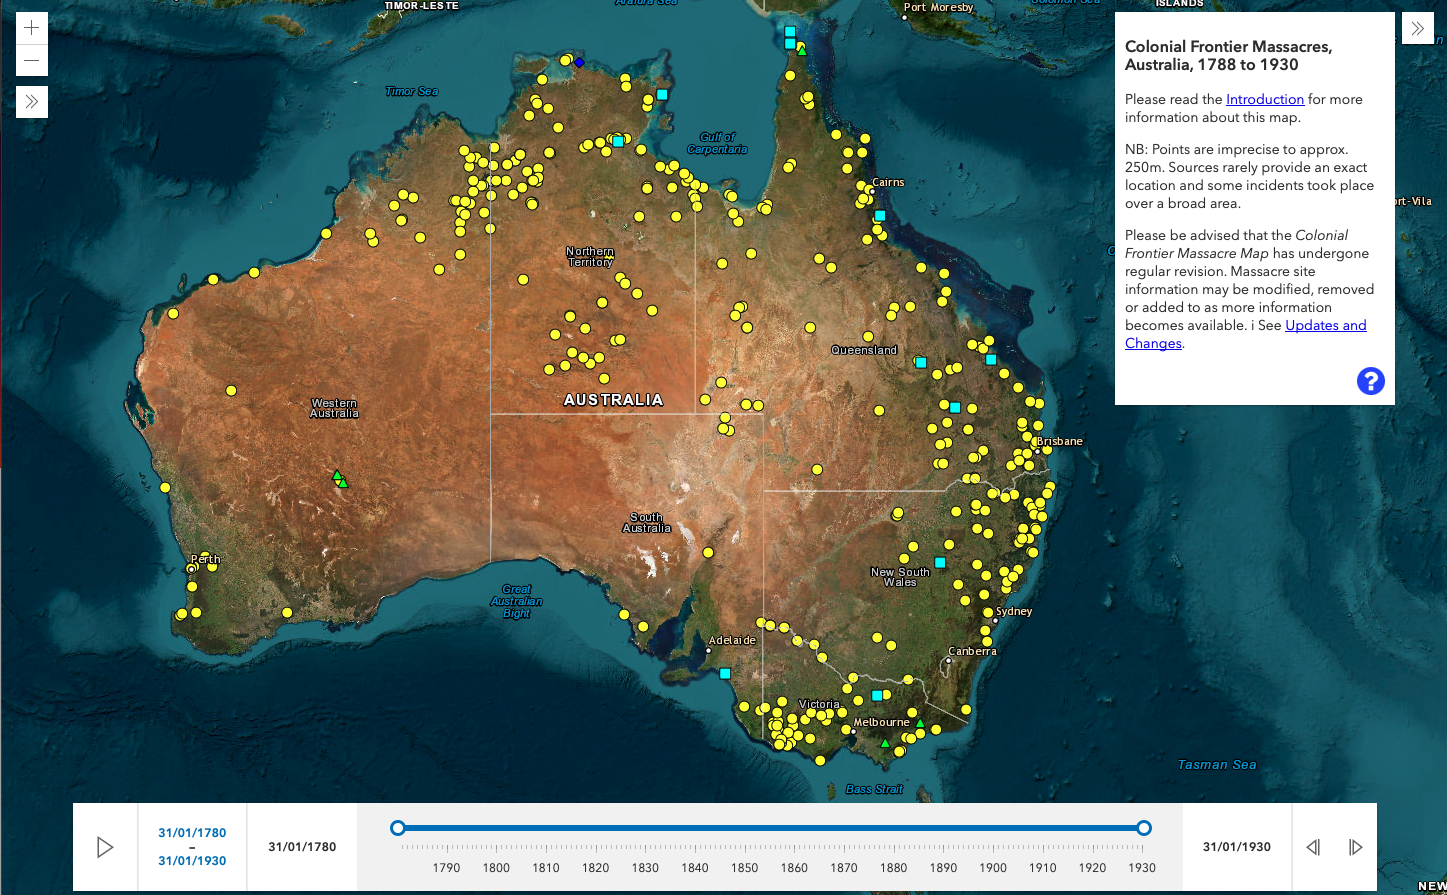 TIMOR-LESTE
Arafura Sea
Port Moresby
Solomon Sea
ISLANDS
Timor Sea
Gulf of
Carpentaria
Cairns
ort-Vila
Northern
Territory
Queensland
Western
Australia
AUSTRALIA
Brisbane
South
Australia
Perth
New South
Wales
Great
Australian
Bight
Sydney
Adelaide
Canberra
Victoria
Melbourne
Tasman Sea
Bass Strait
NEW
Colonial Frontier Massacres,
Australia, 1788 to 1930
Please read the Introduction for more
information about this map.
NB: Points are imprecise to approx.
250m. Sources rarely provide an exact
location and some incidents took place
over a broad area.
Please be advised that the Colonial
Frontier Massacre Map has undergone
regular revision. Massacre site
information may be modified, removed
or added to as more information
becomes available. i See Updates and
Changes.
?
31/01/1780
–
31/01/1930
31/01/1780
1790 1800 1810 1820 1830 1840 1850 1860 1870 1880 1890 1900 1910 1920 1930
31/01/1930